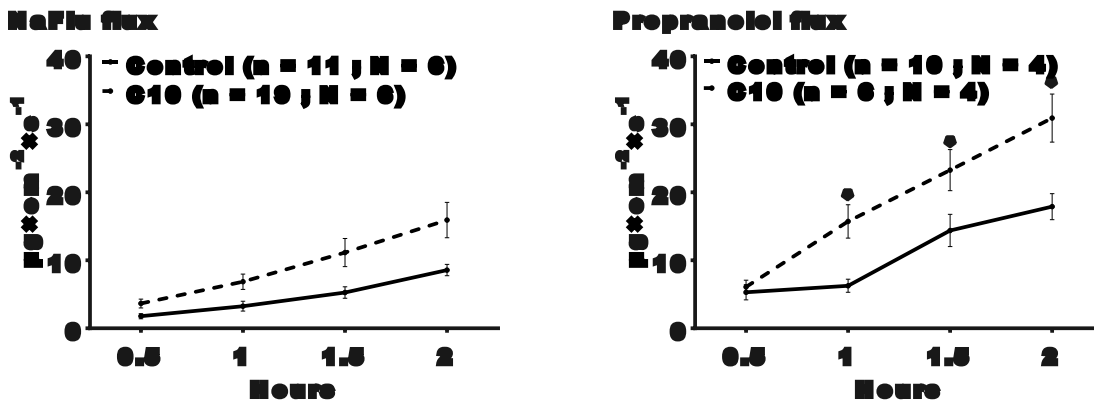 NaFlu flux
40
Control (n = 11 ; N = 6)
C10 (n = 19 ; N = 6)
30
20
10
0
0.5 1 1.5 2
Hours
Propranolol flux
40
Control (n = 10 ; N = 4)
C10 (n = 6 ; N = 4)
30
20
10
0
0.5 1 1.5 2
Hours